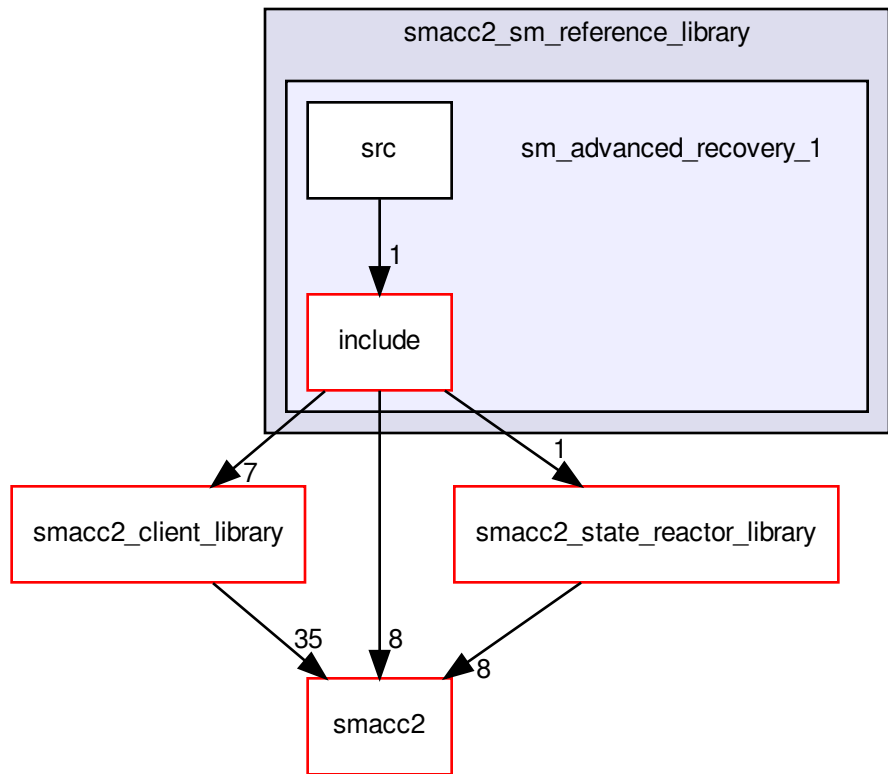 smacc2_sm_reference_library
src
sm_advanced_recovery_1
1
include
7
1
smacc2_client_library
smacc2_state_reactor_library
35
8
8
smacc2